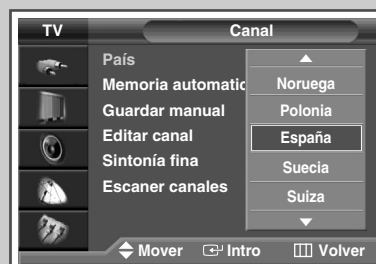 TV
Canal
País
Memoria automatic
Guardar manual
Editar canal
Sintonía fina
Escaner canales
Noruega
Polonia
España
Suecia
Suiza
Mover Intro Volver